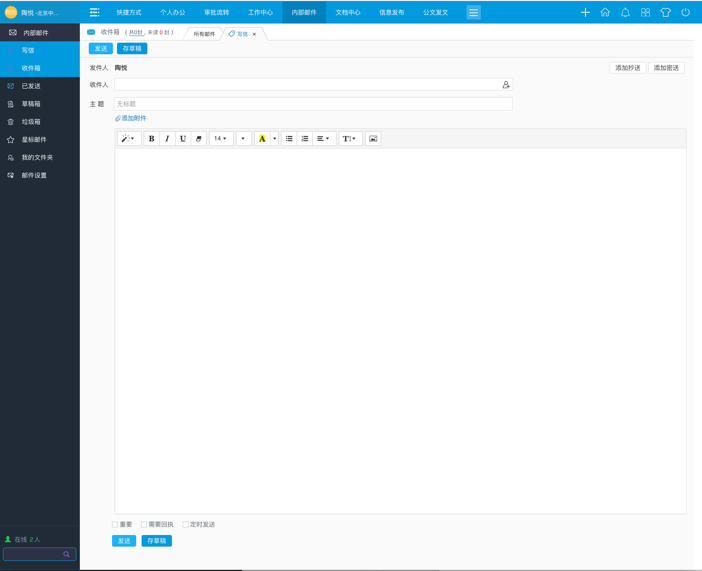 陶悦 -北京中...
快捷方式 个人办公 审批流转 工作中心 内部邮件 文档中心 信息发布 公文发文
内部邮件
写信
收件箱
已发送
草稿箱
垃圾箱
星标邮件
我的文件夹
邮件设置
在线 2人
收件箱 ( 共0封, 未读 0 封 ) 所有邮件 写信 ×
发送 存草稿
发件人 陶悦 添加抄送 添加密送
收件人
主 题 无标题
添加附件
B I U 14 A T
重要 需要回执 定时发送
发送 存草稿